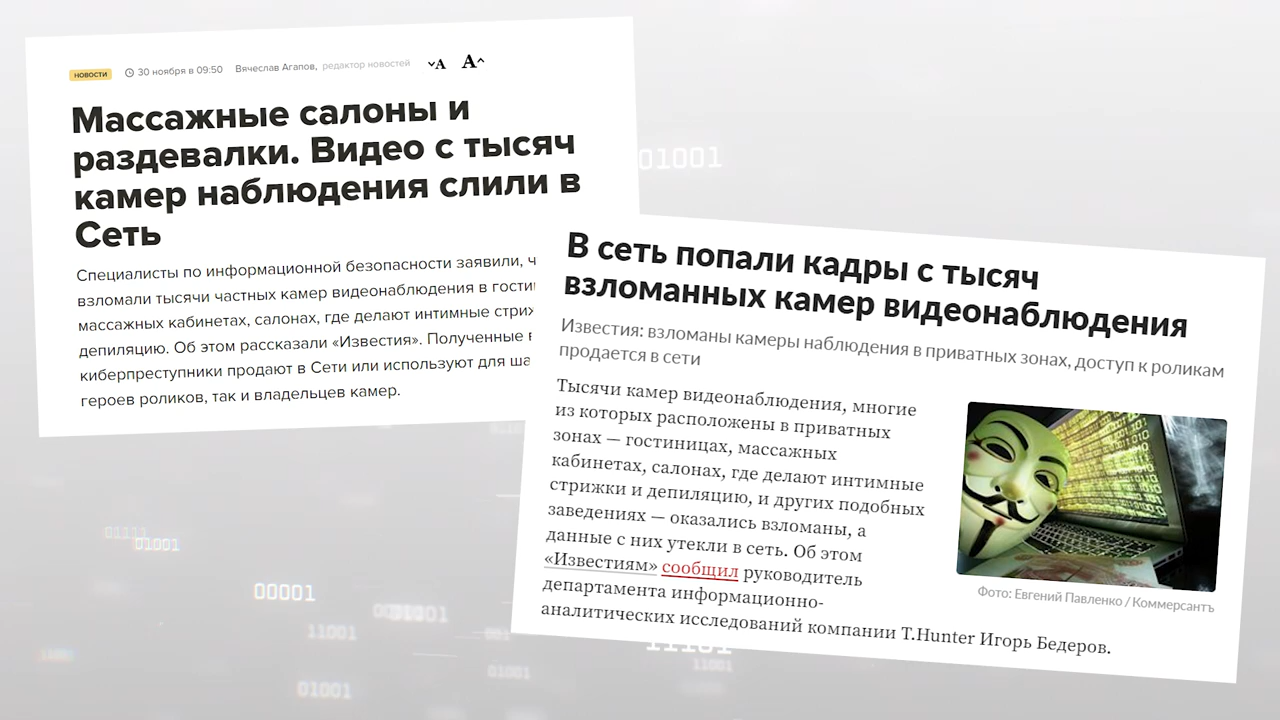 НОВОСТИ 30 ноября в 09:50 Вячеслав Агапов, редактор новостей A A
Массажные салоны и
раздевалки. Видео с тысяч
камер наблюдения слили в
Сеть
Специалисты по информационной безопасности заявили, ч
взломали тысячи частных камер видеонаблюдения в гости
массажных кабинетах, салонах, где делают интимные стриж
депиляцию. Об этом рассказали «Известия». Полученные
киберпреступники продают в Сети или используют для ша
героев роликов, так и владельцев камер.
01001
В сеть попали кадры с тысяч
взломанных камер видеонаблюдения
Известия: взломаны камеры наблюдения в приватных зонах, доступ к роликам
продается в сети
Тысячи камер видеонаблюдения, многие
из которых расположены в приватных
зонах — гостиницах, массажных
кабинетах, салонах, где делают интимные
стрижки и депиляцию, и других подобных
заведениях — оказались взломаны, а
данные с них утекли в сеть. Об этом
«Известиям» сообщил руководитель
департамента информационно-
аналитических исследований компании T.Hunter Игорь Бедеров.
Фото: Евгений Павленко / Коммерсантъ
01001
00001
11001
01001
11001